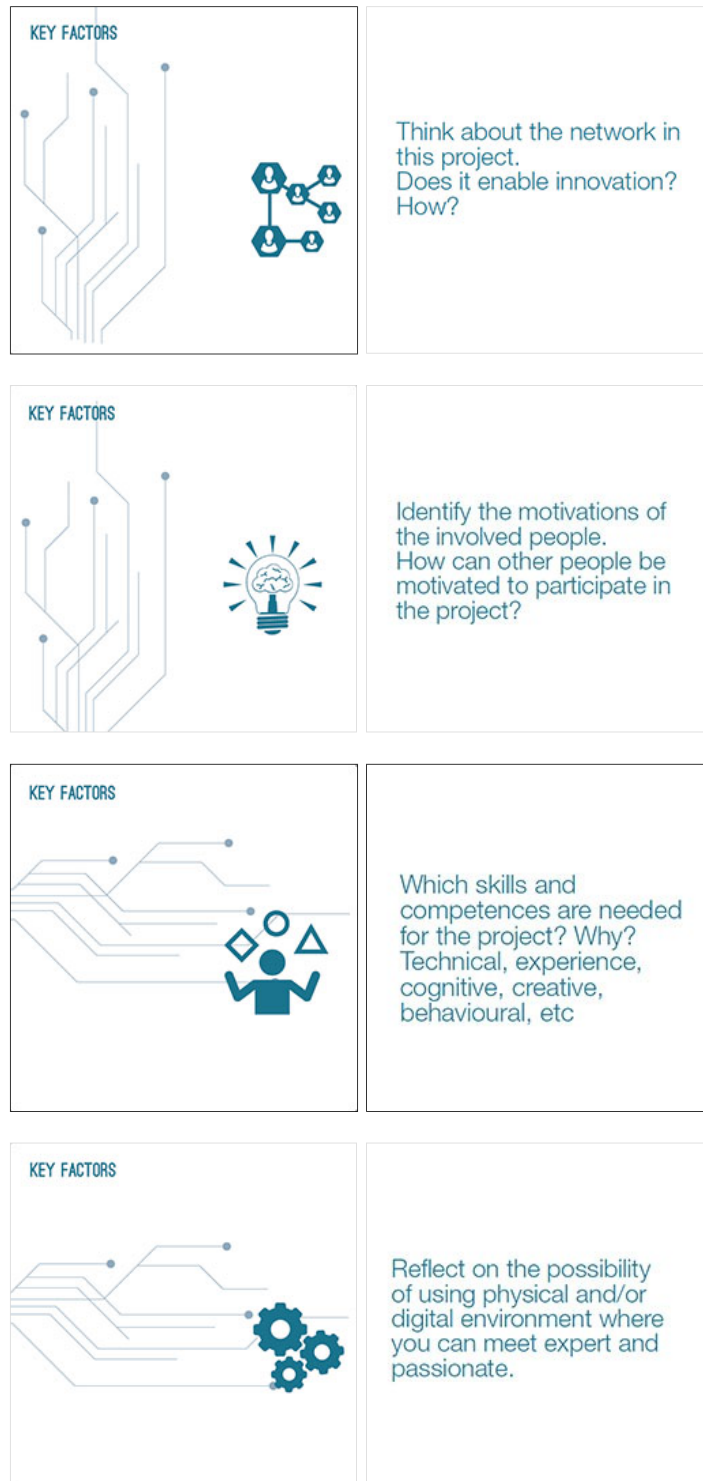 KEY FACTORS
Think about the network in
this project.
Does it enable innovation?
How?
KEY FACTORS
Identify the motivations of
the involved people.
How can other people be
motivated to participate in
the project?
KEY FACTORS
Which skills and
competences are needed
for the project? Why?
Technical, experience,
cognitive, creative,
behavioural, etc
KEY FACTORS
Reflect on the possibility
of using physical and/or
digital environment where
you can meet expert and
passionate.